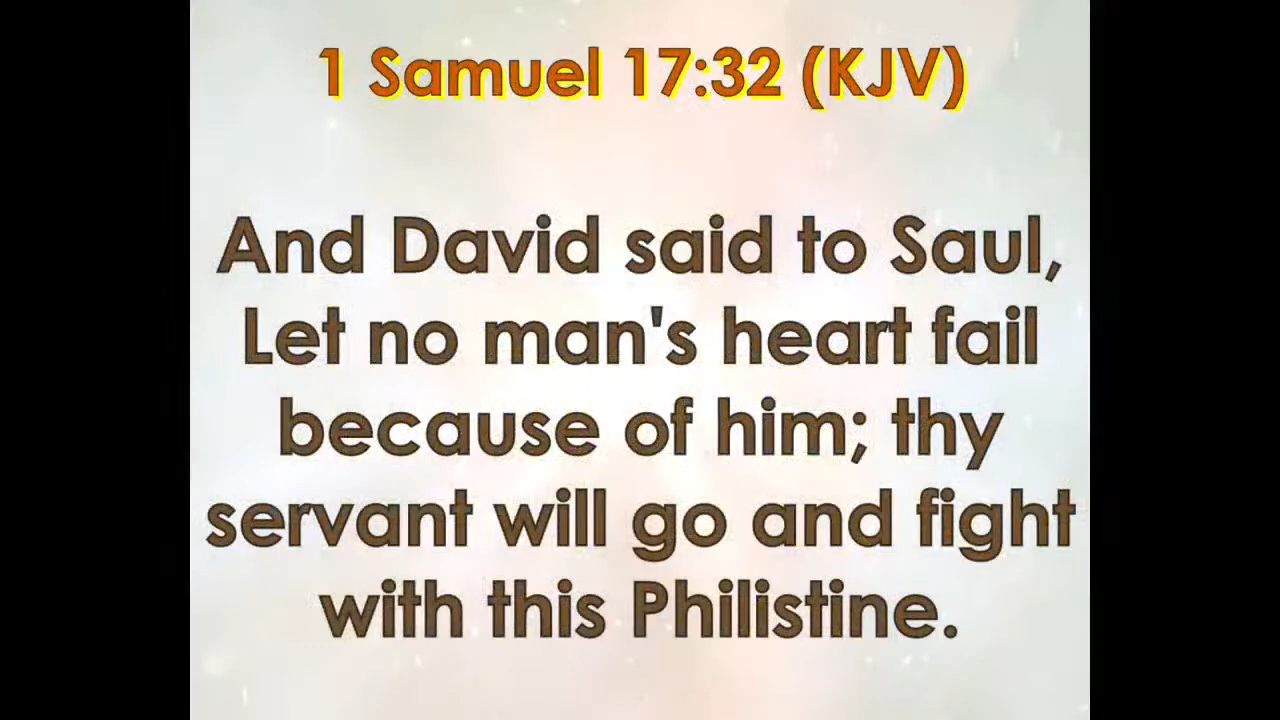 1 Samuel 17:32 (KJV)
And David said to Saul,
Let no man's heart fail
because of him; thy
servant will go and fight
with this Philistine.